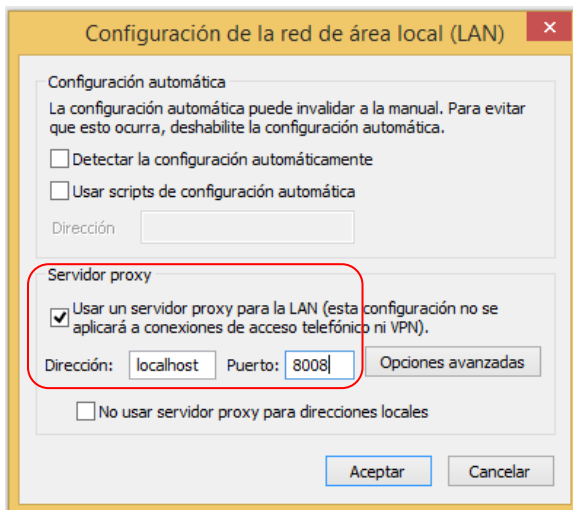 Configuración de la red de área local (LAN)
Configuración automática
La configuración automática puede invalidar a la manual. Para evitar
que esto ocurra, deshabilite la configuración automática.
Detectar la configuración automáticamente
Usar scripts de configuración automática
Dirección
Servidor proxy
Usar un servidor proxy para la LAN (esta configuración no se
aplicará a conexiones de acceso telefónico ni VPN).
Dirección: localhost Puerto: 8008 Opciones avanzadas
No usar servidor proxy para direcciones locales
Aceptar Cancelar